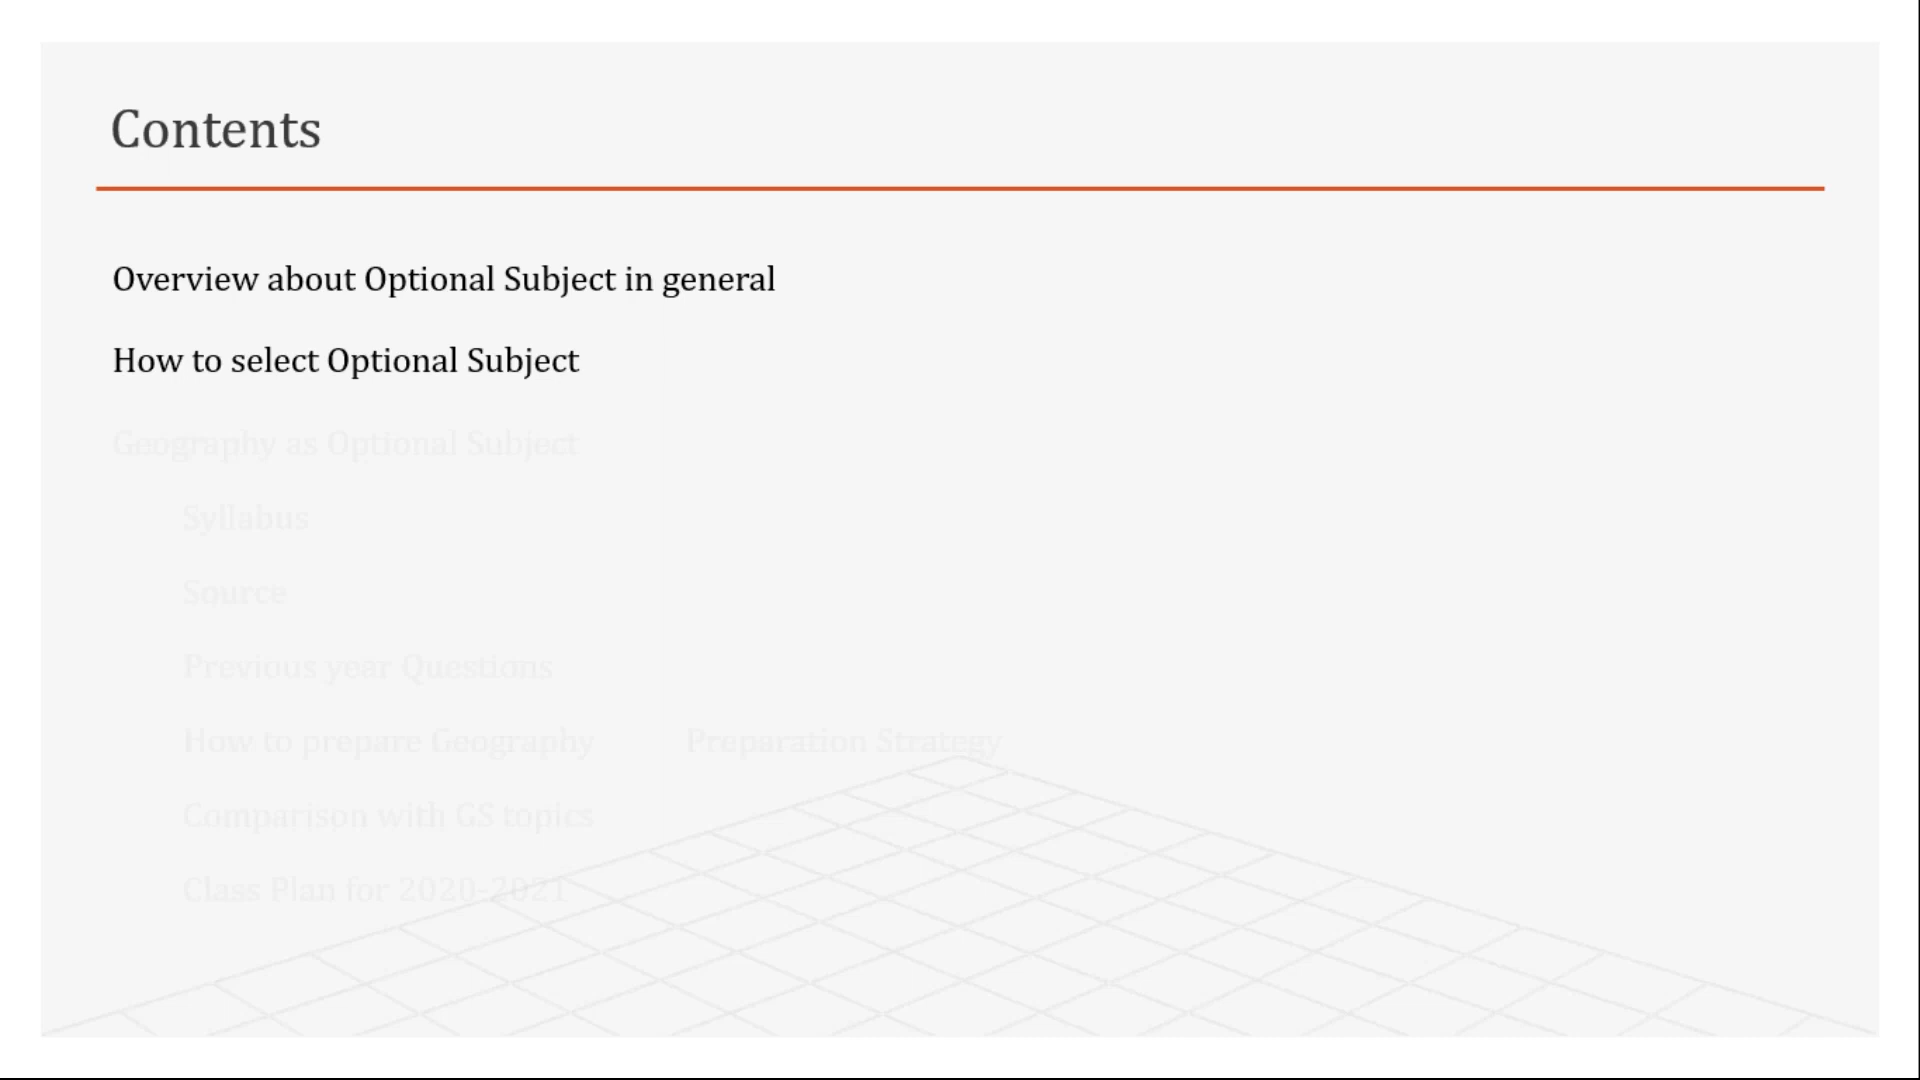 Contents
Overview about Optional Subject in general
How to select Optional Subject
Geography as Optional Subject
Syllabus
Source
Previous year Questions
How to prepare Geography Preparation Strategy
Comparison with GS topics
Class Plan for 2020-2021